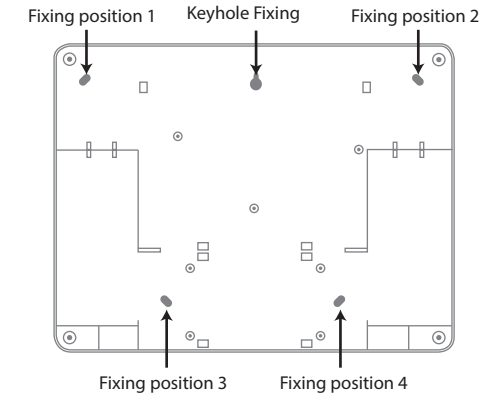 Fixing position 1
Keyhole Fixing
Fixing position 2
Fixing position 3
Fixing position 4